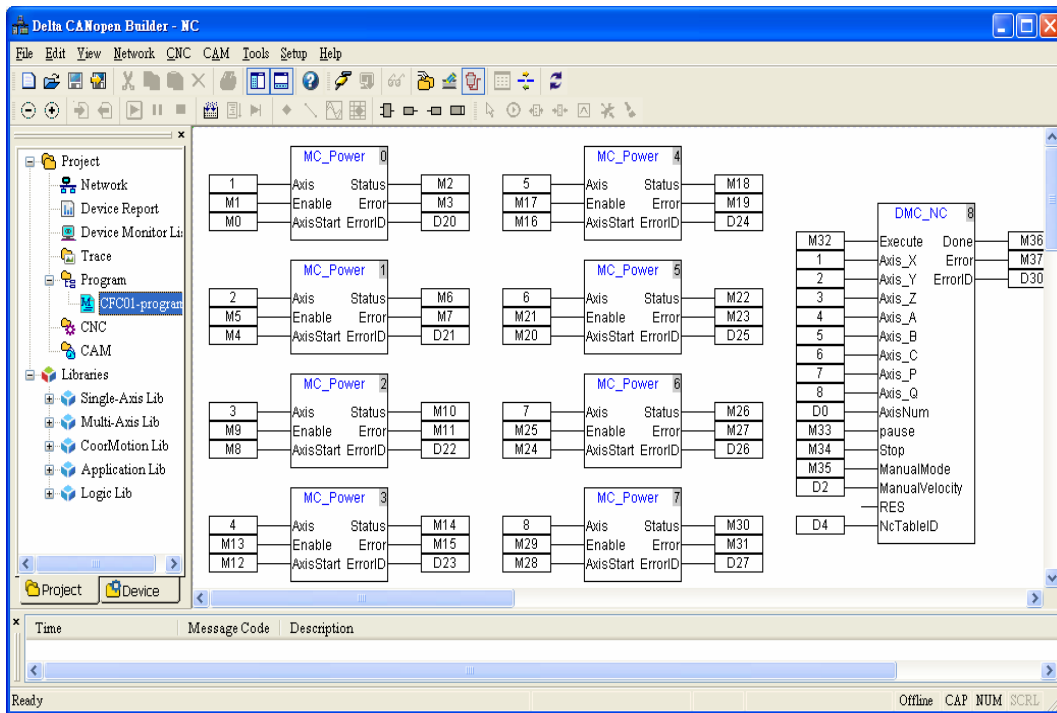 Delta CANopen Builder - NC
File Edit View Network CNC CAM Tools Setup Help
Project
Network
Device Report
Device Monitor Li
Trace
Program
CFC01-program
CNC
CAM
Libraries
Single-Axis Lib
Multi-Axis Lib
CoorMotion Lib
Application Lib
Logic Lib
Project Device
MC_Power 0
1 Axis Status M2
M1 Enable Error M3
M0 AxisStart ErrorID D20
MC_Power 1
2 Axis Status M6
M5 Enable Error M7
M4 AxisStart ErrorID D21
MC_Power 2
3 Axis Status M10
M9 Enable Error M11
M8 AxisStart ErrorID D22
MC_Power 3
4 Axis Status M14
M13 Enable Error M15
M12 AxisStart ErrorID D23
MC_Power 4
5 Axis Status M18
M17 Enable Error M19
M16 AxisStart ErrorID D24
MC_Power 5
6 Axis Status M22
M21 Enable Error M23
M20 AxisStart ErrorID D25
MC_Power 6
7 Axis Status M26
M25 Enable Error M27
M24 AxisStart ErrorID D26
MC_Power 7
8 Axis Status M30
M29 Enable Error M31
M28 AxisStart ErrorID D27
DMC_NC 8
M32 Execute Done M36
1 Axis_X Error M37
2 Axis_Y ErrorID D30
3 Axis_Z
4 Axis_A
5 Axis_B
6 Axis_C
7 Axis_P
8 Axis_Q
D0 AxisNum
M33 pause
M34 Stop
M35 ManualMode
D2 ManualVelocity
RES
D4 NcTableID
Time Message Code Description
Ready Offline CAP NUM SCRL